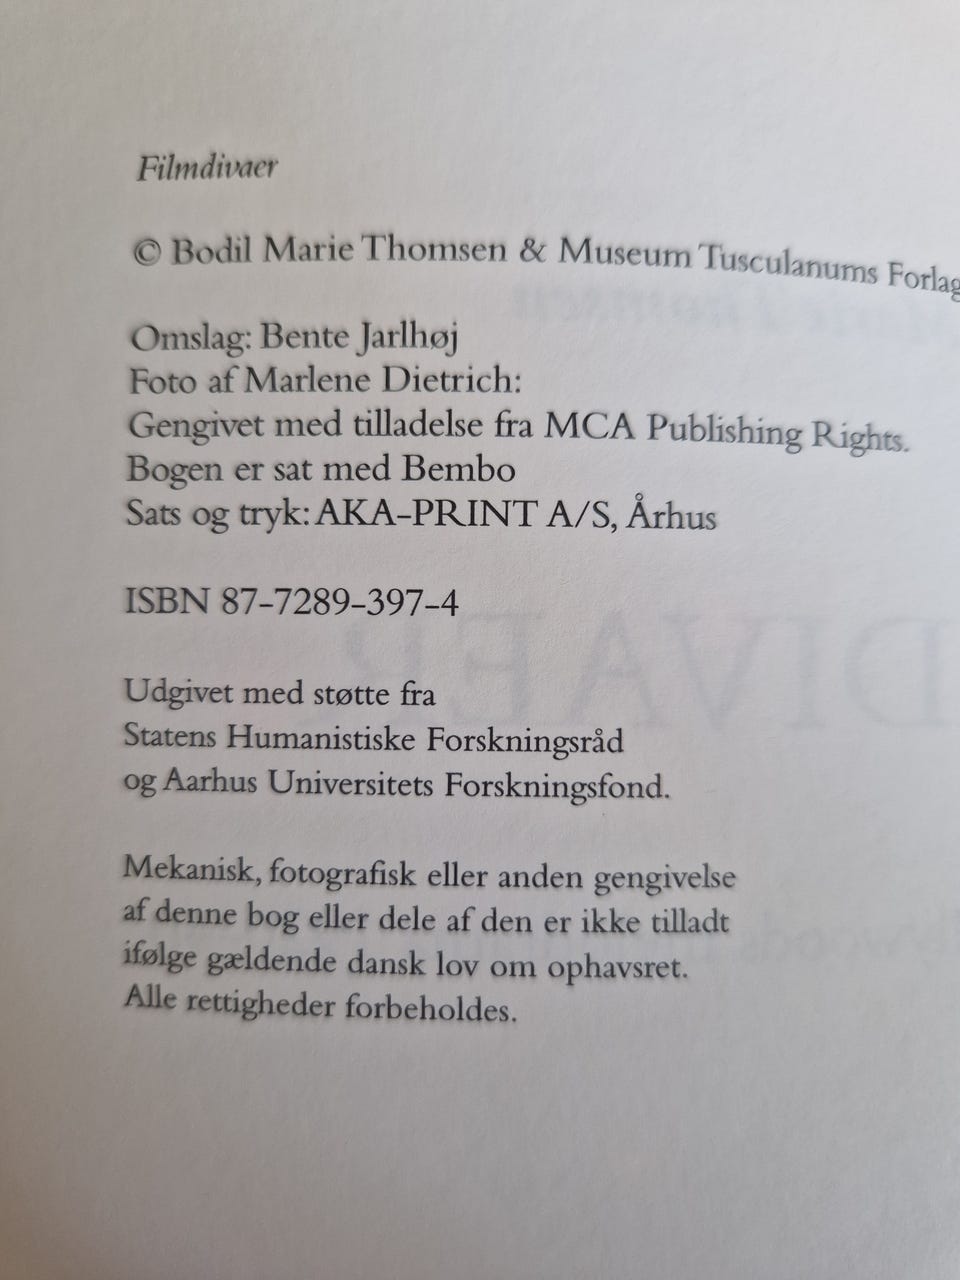 Filmdivaer
© Bodil Marie Thomsen & Museum Tusculanums Forlag
Omslag: Bente Jarlhøj
Foto af Marlene Dietrich:
Gengivet med tilladelse fra MCA Publishing Rights.
Bogen er sat med Bembo
Sats og tryk: AKA-PRINT A/S, Århus
ISBN 87-7289-397-4
Udgivet med støtte fra
Statens Humanistiske Forskningsråd
og Aarhus Universitets Forskningsfond.
Mekanisk, fotografisk eller anden gengivelse
af denne bog eller dele af den er ikke tilladt
ifølge gældende dansk lov om ophavsret.
Alle rettigheder forbeholdes.